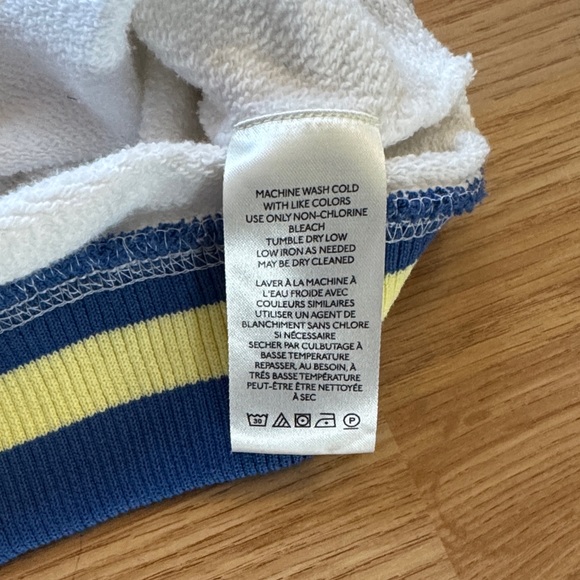 MACHINE WASH COLD
WITH LIKE COLORS
USE ONLY NON-CHLORINE
BLEACH
TUMBLE DRY LOW
LOW IRON AS NEEDED
MAY BE DRY CLEANED
LAVER À LA MACHINE À
L'EAU FROIDE AVEC
COULEURS SIMILAIRES
UTILISER UN AGENT DE
BLANCHIMENT SANS CHLORE
SI NÉCESSAIRE
SECHER PAR CULBUTAGE À
BASSE TEMPERATURE
REPASSER, AU BESOIN, À
TRÈS BASSE TEMPÉRATURE
PEUT-ÊTRE ÊTRE NETTOYÉE
À SEC
30 P